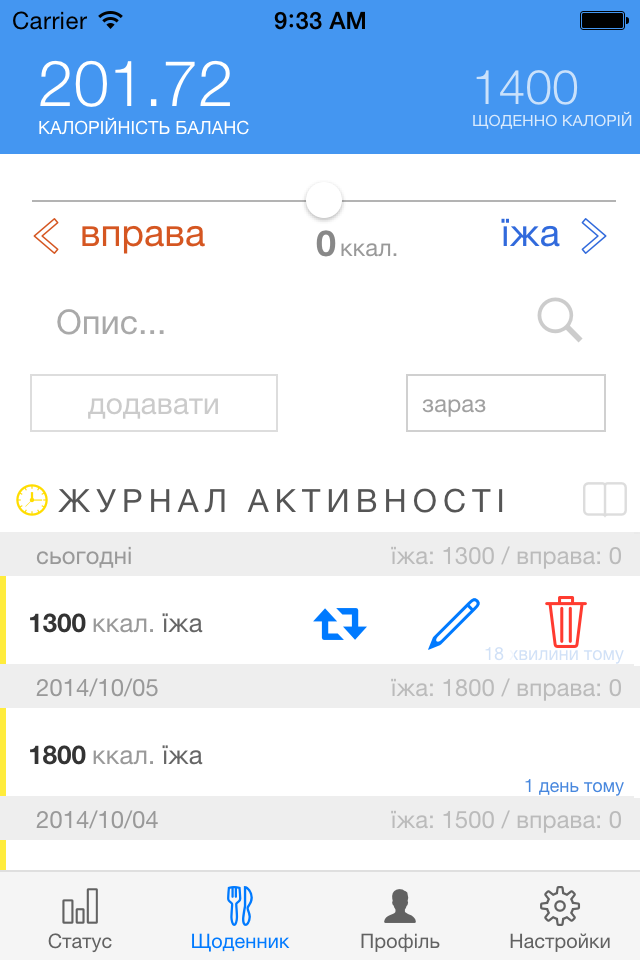 Carrier 9:33 AM
201.72 1400
КАЛОРІЙНІСТЬ БАЛАНС ЩОДЕННО КАЛОРІЙ
вправа 0 ккал. їжа
Опис...
додавати зараз
ЖУРНАЛ АКТИВНОСТІ
сьогодні їжа: 1300 / вправа: 0
1300 ккал. їжа
18 хвилини тому
2014/10/05 їжа: 1800 / вправа: 0
1800 ккал. їжа
1 день тому
2014/10/04 їжа: 1500 / вправа: 0
Статус Щоденник Профіль Настройки